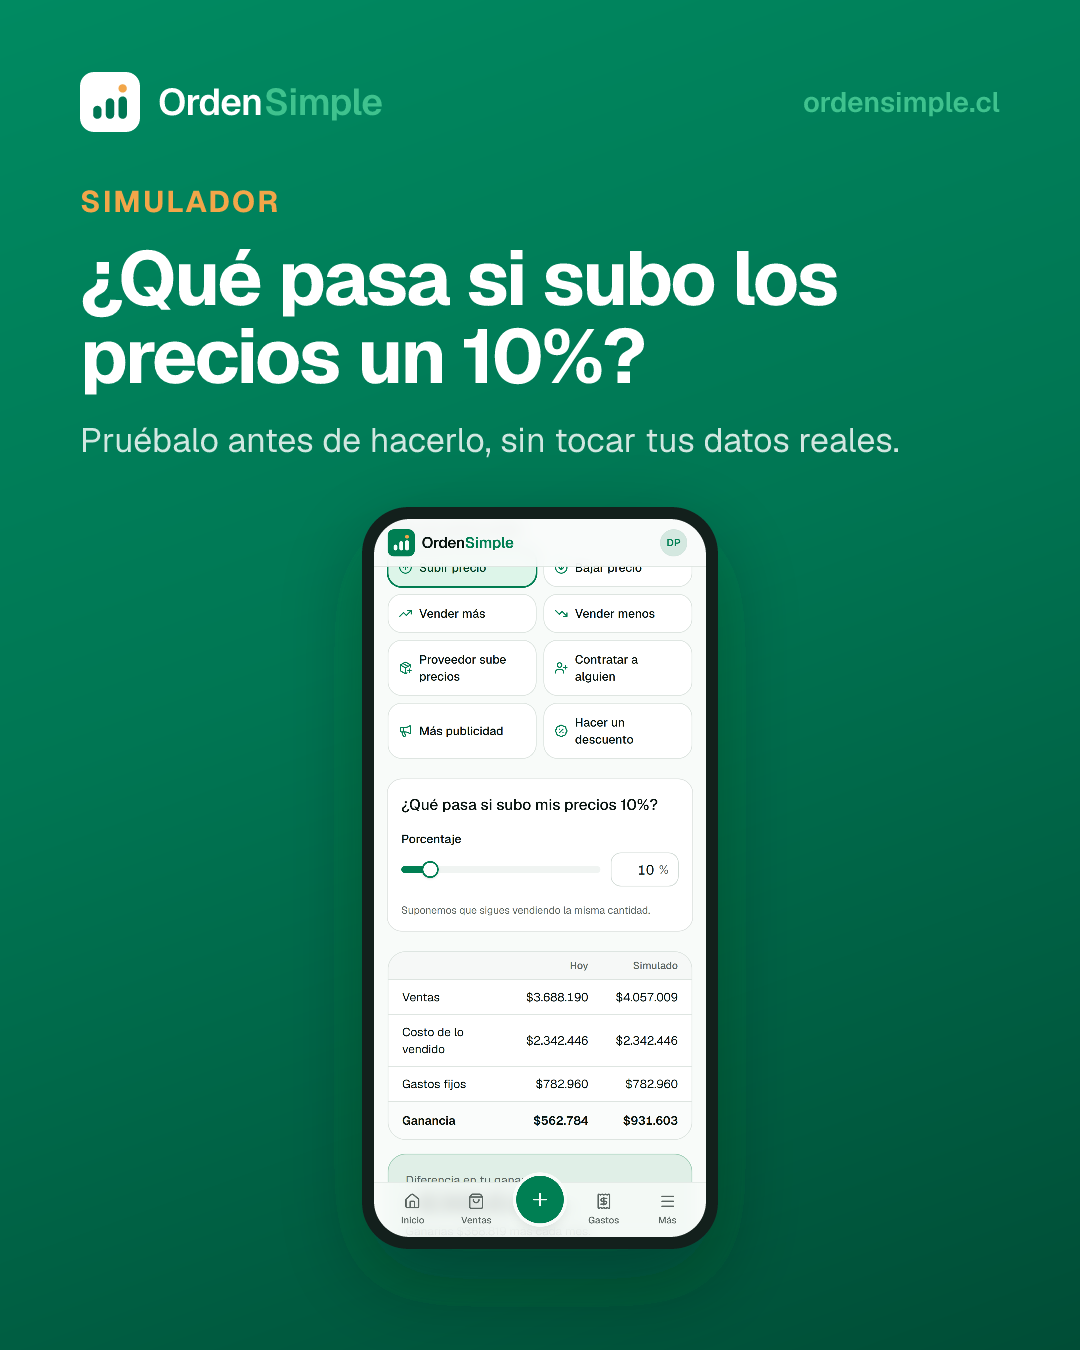 OrdenSimple
ordensimple.cl
SIMULADOR
¿Qué pasa si subo los
precios un 10%?
Pruébalo antes de hacerlo, sin tocar tus datos reales.
OrdenSimple
DP
Subir precio
Bajar precio
Vender más
Vender menos
Proveedor sube
precios
Contratar a
alguien
Más publicidad
Hacer un
descuento
¿Qué pasa si subo mis precios 10%?
Porcentaje
10 %
Suponemos que sigues vendiendo la misma cantidad.
Hoy Simulado
Ventas $3.688.190 $4.057.009
Costo de lo
vendido $2.342.446 $2.342.446
Gastos fijos $782.960 $782.960
Ganancia $562.784 $931.603
Diferencia en tu
Inicio
Ventas
+
Gastos
Más